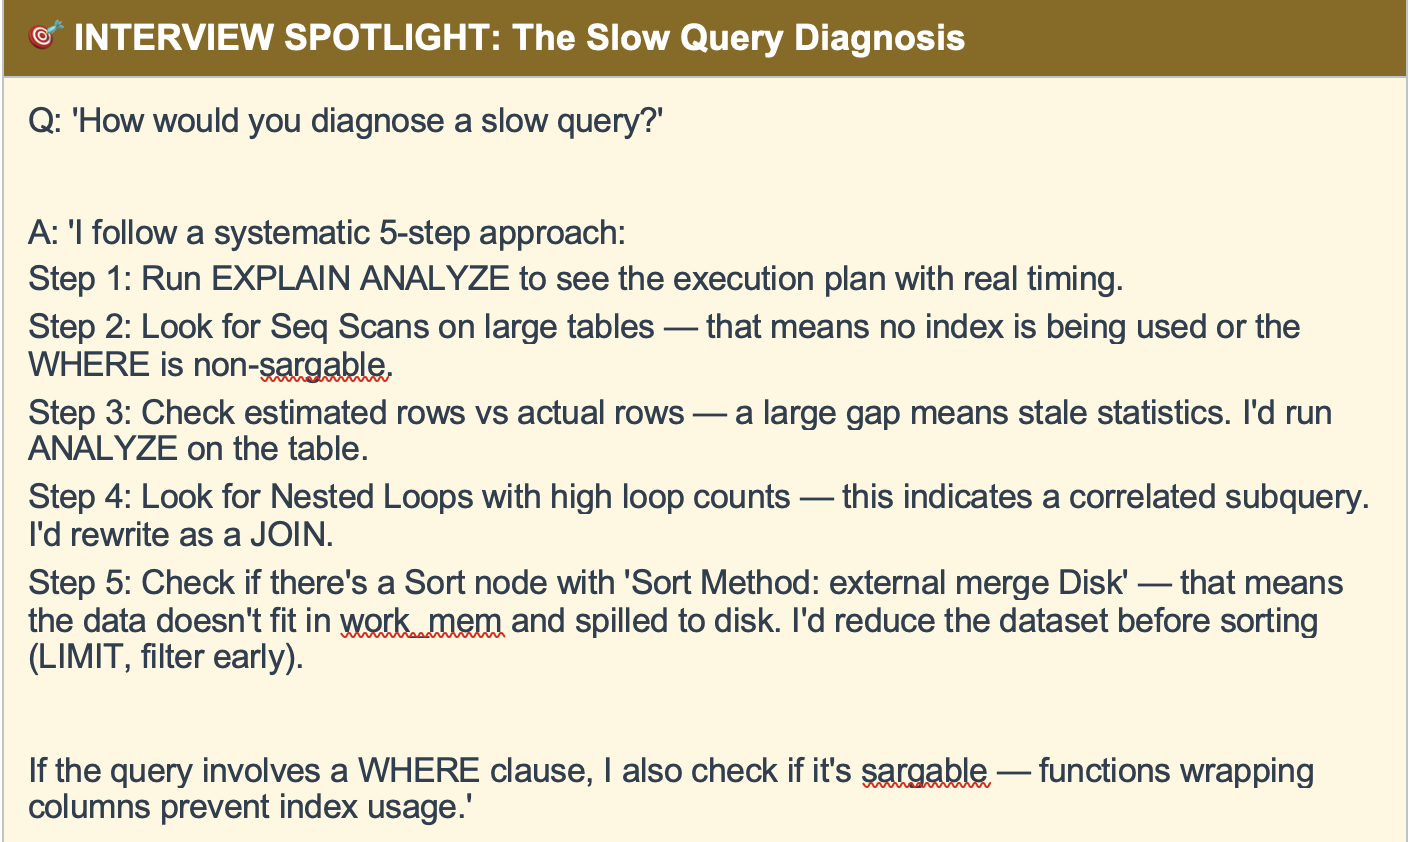 🎯 INTERVIEW SPOTLIGHT: The Slow Query Diagnosis
Q: 'How would you diagnose a slow query?'
A: 'I follow a systematic 5-step approach:
Step 1: Run EXPLAIN ANALYZE to see the execution plan with real timing.
Step 2: Look for Seq Scans on large tables — that means no index is being used or the
WHERE is non-sargable.
Step 3: Check estimated rows vs actual rows — a large gap means stale statistics. I'd run
ANALYZE on the table.
Step 4: Look for Nested Loops with high loop counts — this indicates a correlated subquery.
I'd rewrite as a JOIN.
Step 5: Check if there's a Sort node with 'Sort Method: external merge Disk' — that means
the data doesn't fit in work_mem and spilled to disk. I'd reduce the dataset before sorting
(LIMIT, filter early).
If the query involves a WHERE clause, I also check if it's sargable — functions wrapping
columns prevent index usage.'